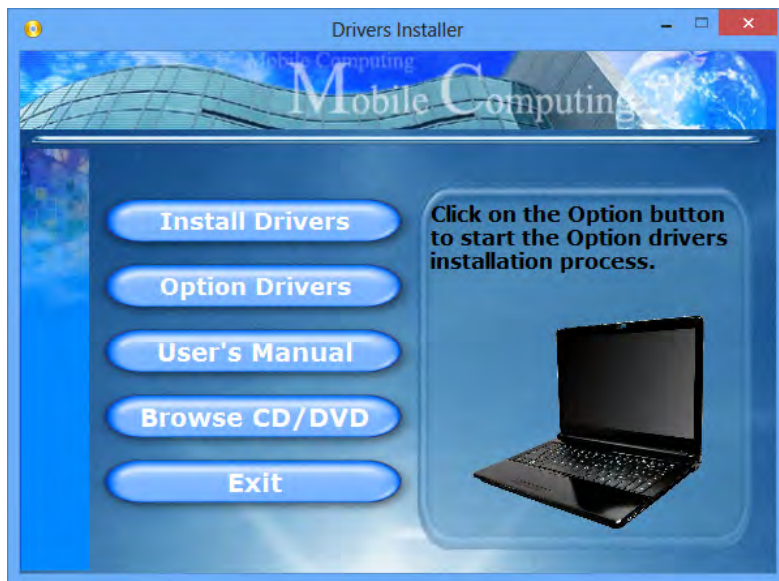 Drivers Installer
Mobile Computing
Mobile Computing
Install Drivers
Option Drivers
User's Manual
Browse CD/DVD
Exit
Click on the Option button
to start the Option drivers
installation process.